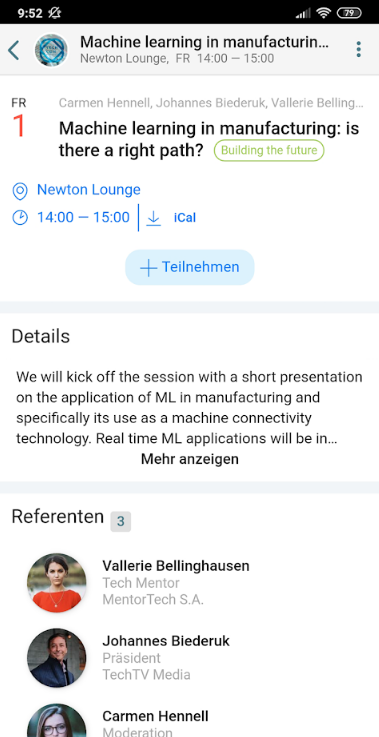 9:52
79
Machine learning in manufacturin...
Newton Lounge, FR 14:00 — 15:00
FR
1
Carmen Hennell, Johannes Biederuk, Vallerie Belling...
Machine learning in manufacturing: is
there a right path? Building the future
Newton Lounge
14:00 — 15:00 iCal
Teilnehmen
Details
We will kick off the session with a short presentation
on the application of ML in manufacturing and
specifically its use as a machine connectivity
technology. Real time ML applications will be in...
Mehr anzeigen
Referenten 3
Vallerie Bellinghausen
Tech Mentor
MentorTech S.A.
Johannes Biederuk
Präsident
TechTV Media
Carmen Hennell
Moderation